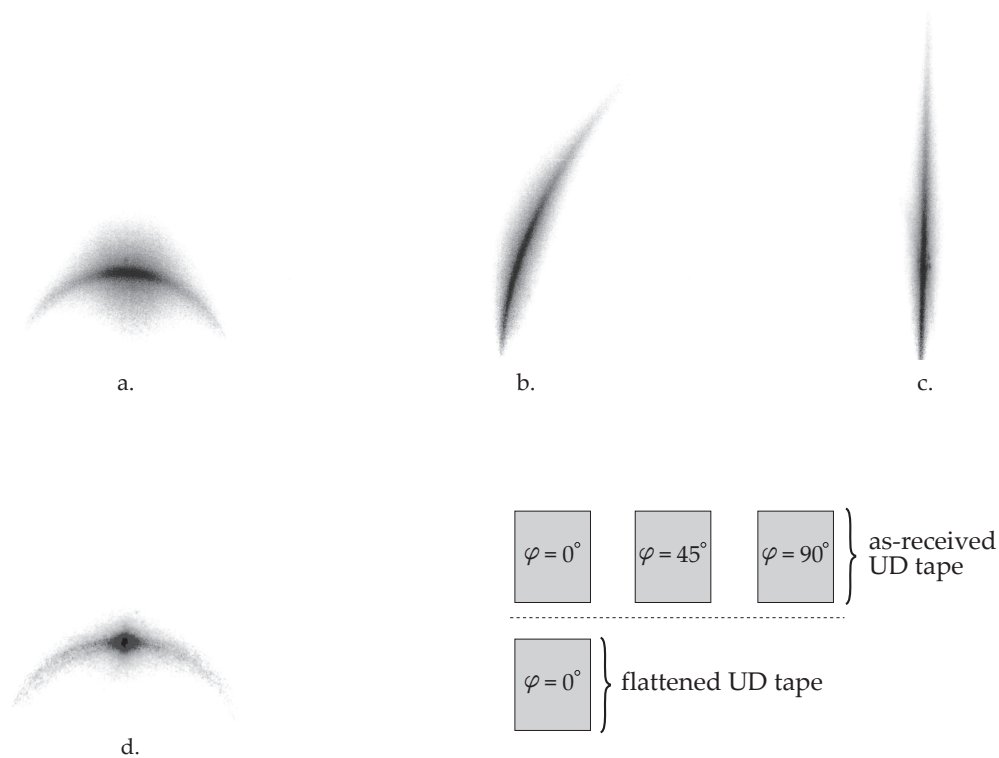 a.
b.
c.
φ = 0°
φ = 45°
φ = 90°
as-received
UD tape
φ = 0°
flattened UD tape
d.